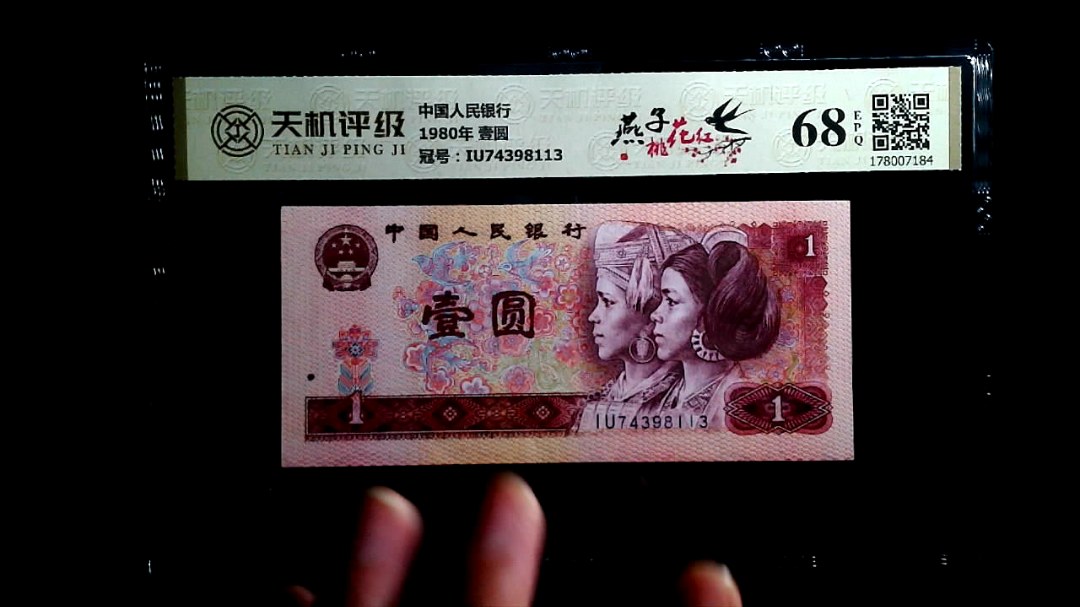 天机评级
TIAN JI PING JI
中国人民银行
1980年 壹圆
冠号：IU74398113
燕子
桃花红
68
EPQ
178007184
中国人民银行
1
壹圆
1
1
IU74398113